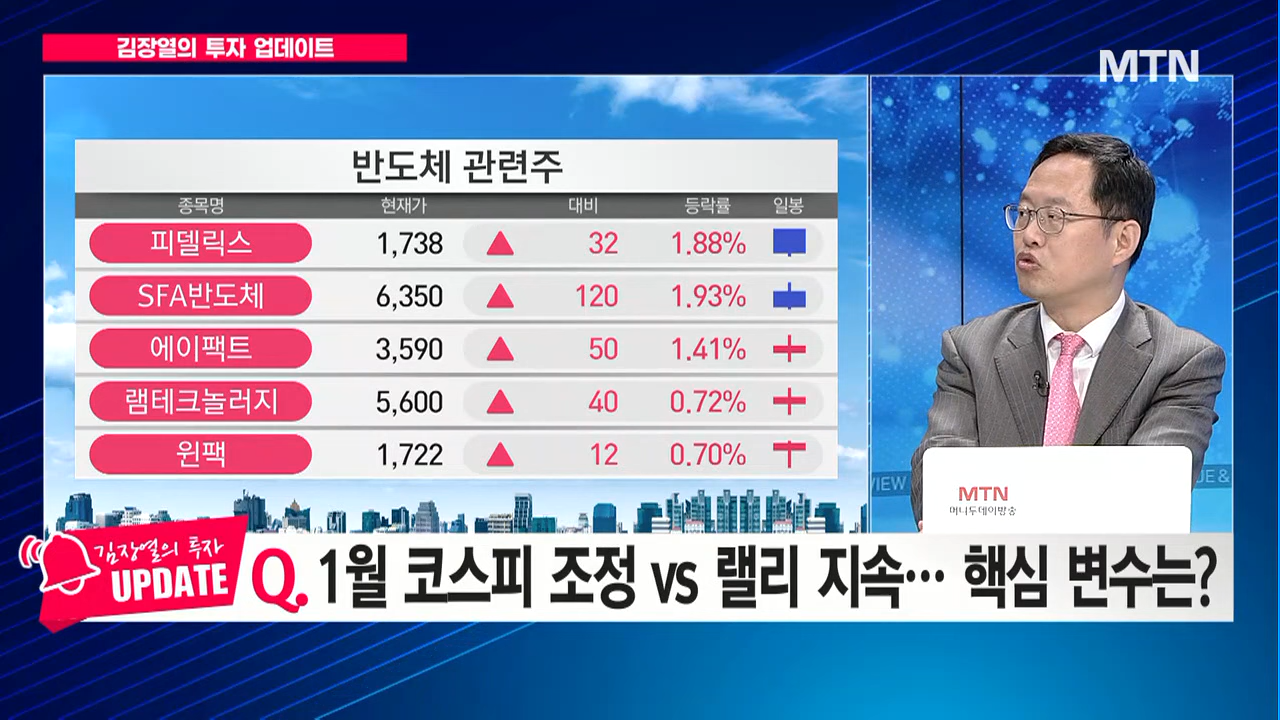 김장열의 투자 업데이트
MTN
반도체 관련주
종목명 현재가 대비 등락률 일봉
피델릭스 1,738 ▲ 32 1.88%
SFA반도체 6,350 ▲ 120 1.93%
에이팩트 3,590 ▲ 50 1.41%
램테크놀러지 5,600 ▲ 40 0.72%
윈팩 1,722 ▲ 12 0.70%
VIEW
UE &
MTN
머니투데이방송
김장열의 투자
UPDATE
Q. 1월 코스피 조정 vs 랠리 지속… 핵심 변수는?